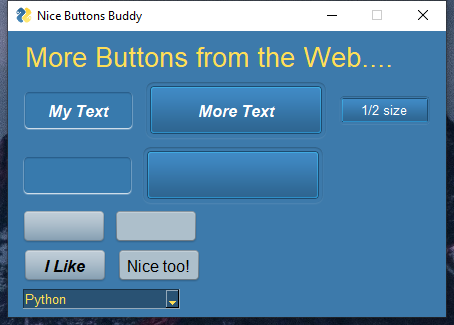 Nice Buttons Buddy
More Buttons from the Web....
My Text More Text 1/2 size
I Like Nice too!
Python